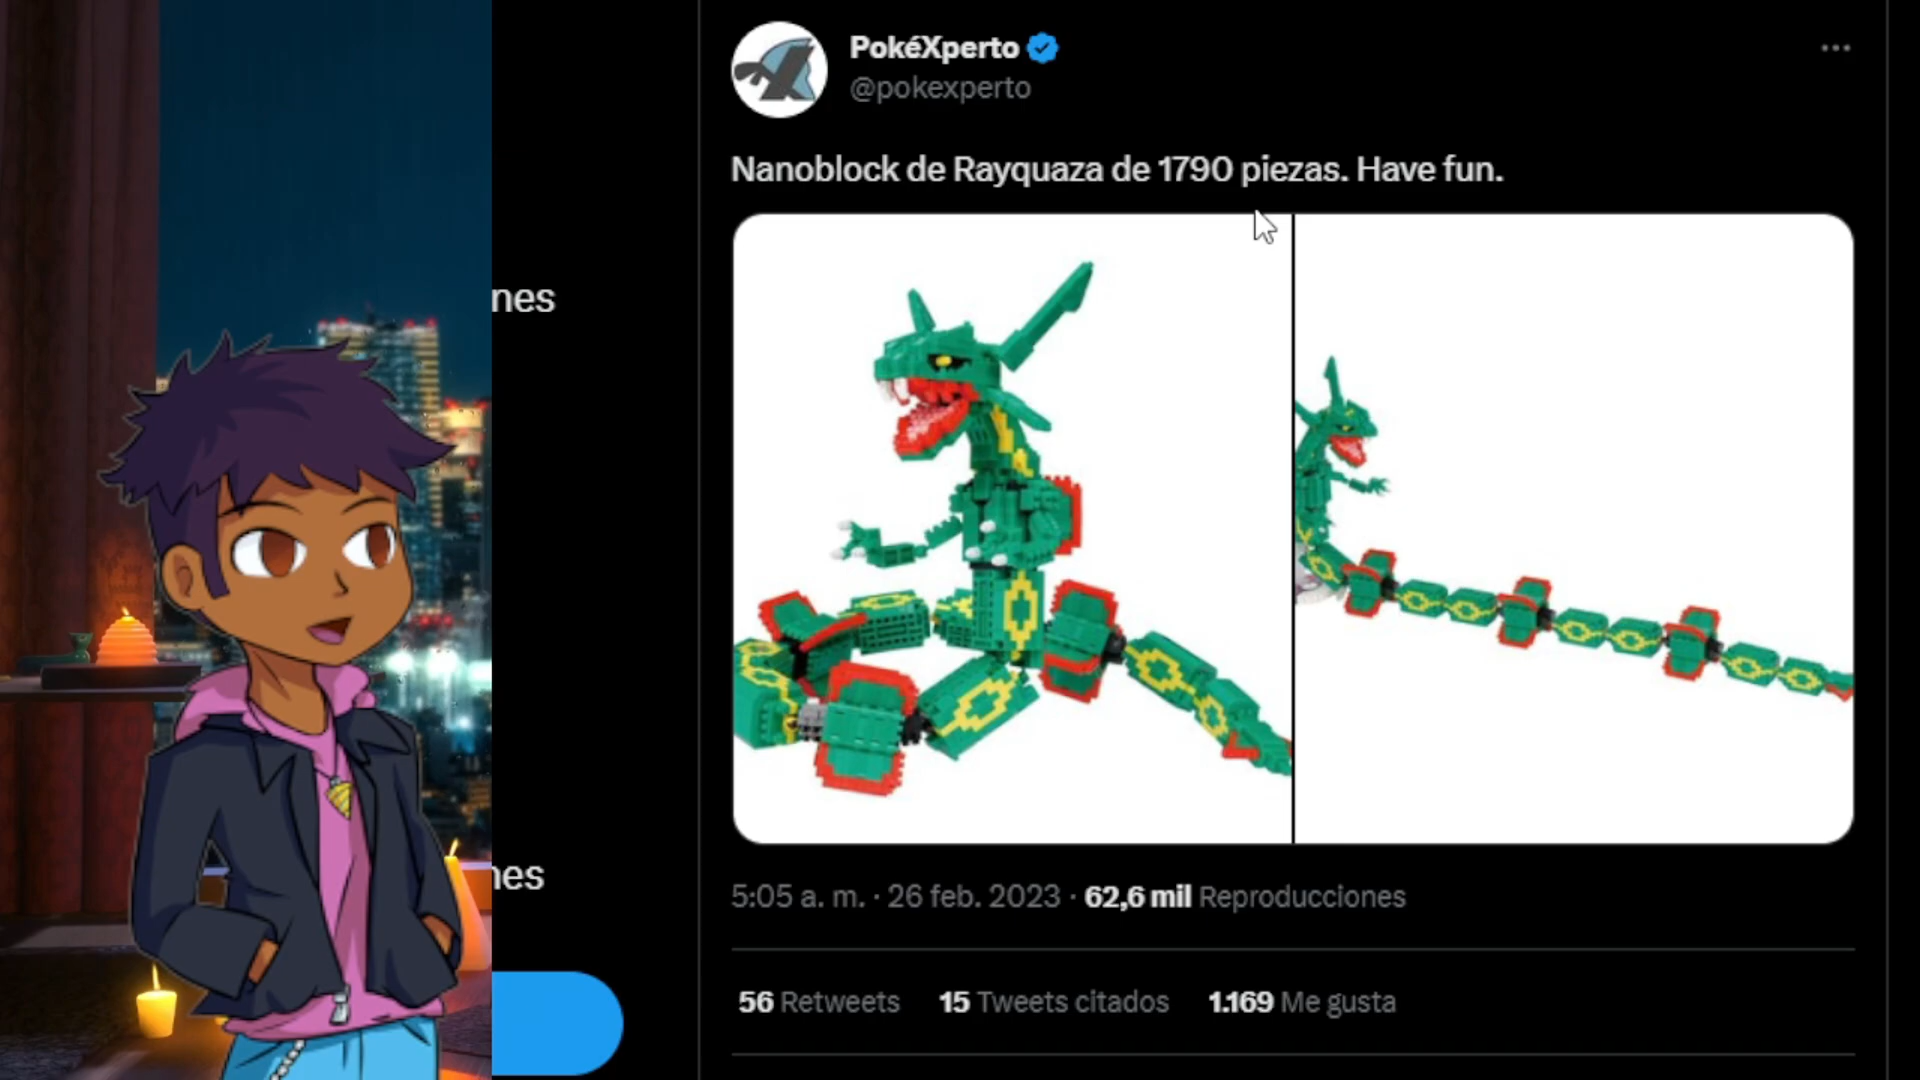 PokéXperto
@pokexperto
Nanoblock de Rayquaza de 1790 piezas. Have fun.
nes
nes
5:05 a. m. · 26 feb. 2023 · 62,6 mil Reproducciones
56 Retweets 15 Tweets citados 1.169 Me gusta